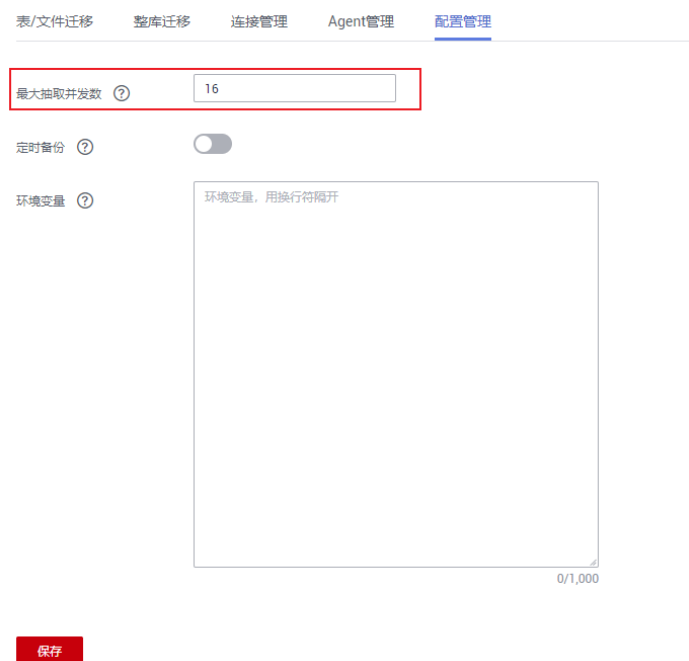 表/文件迁移 整库迁移 连接管理 Agent管理 配置管理
最大抽取并发数 ? 16
定时备份 ?
环境变量 ? 环境变量，用换行符隔开
0/1,000
保存